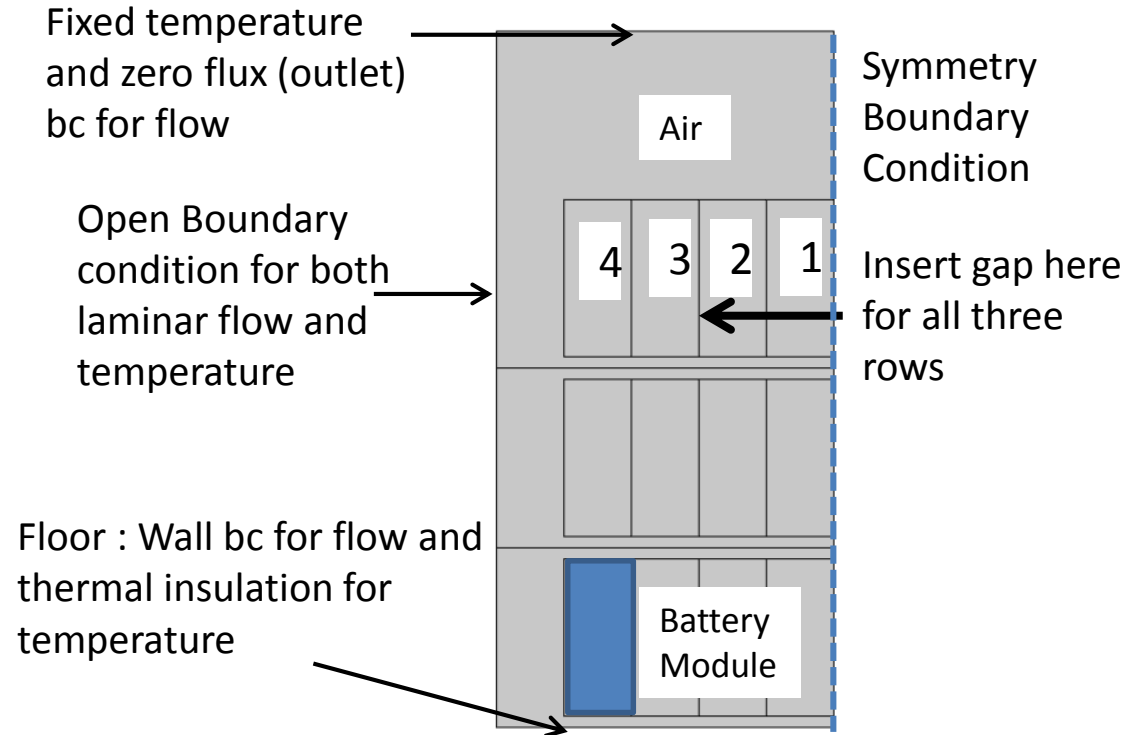 Fixed temperature
and zero flux (outlet)
bc for flow
Air
Symmetry
Boundary
Condition
Open Boundary
condition for both
laminar flow and
temperature
4
3
2
1
Insert gap here
for all three
rows
Floor : Wall bc for flow and
thermal insulation for
temperature
Battery
Module